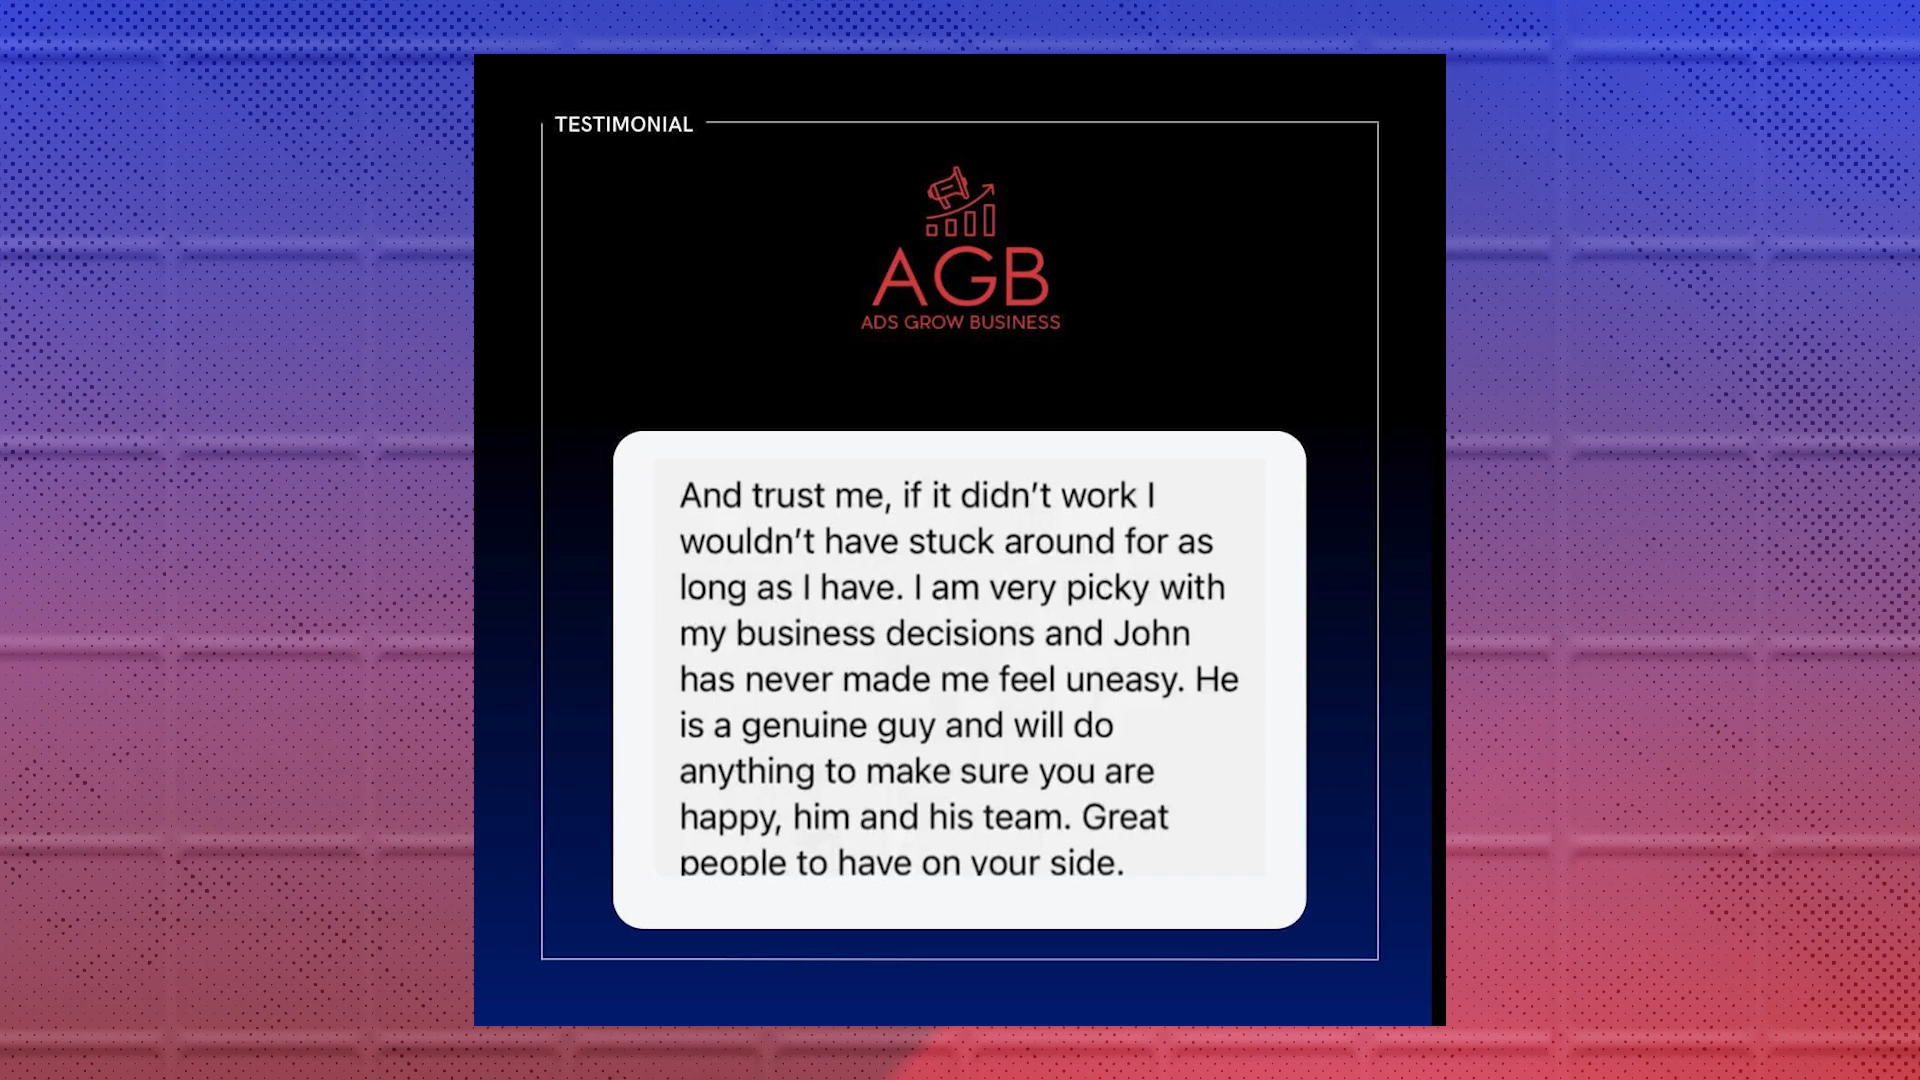 TESTIMONIAL
AGB
ADS GROW BUSINESS
And trust me, if it didn’t work I
wouldn’t have stuck around for as
long as I have. I am very picky with
my business decisions and John
has never made me feel uneasy. He
is a genuine guy and will do
anything to make sure you are
happy, him and his team. Great
people to have on your side.